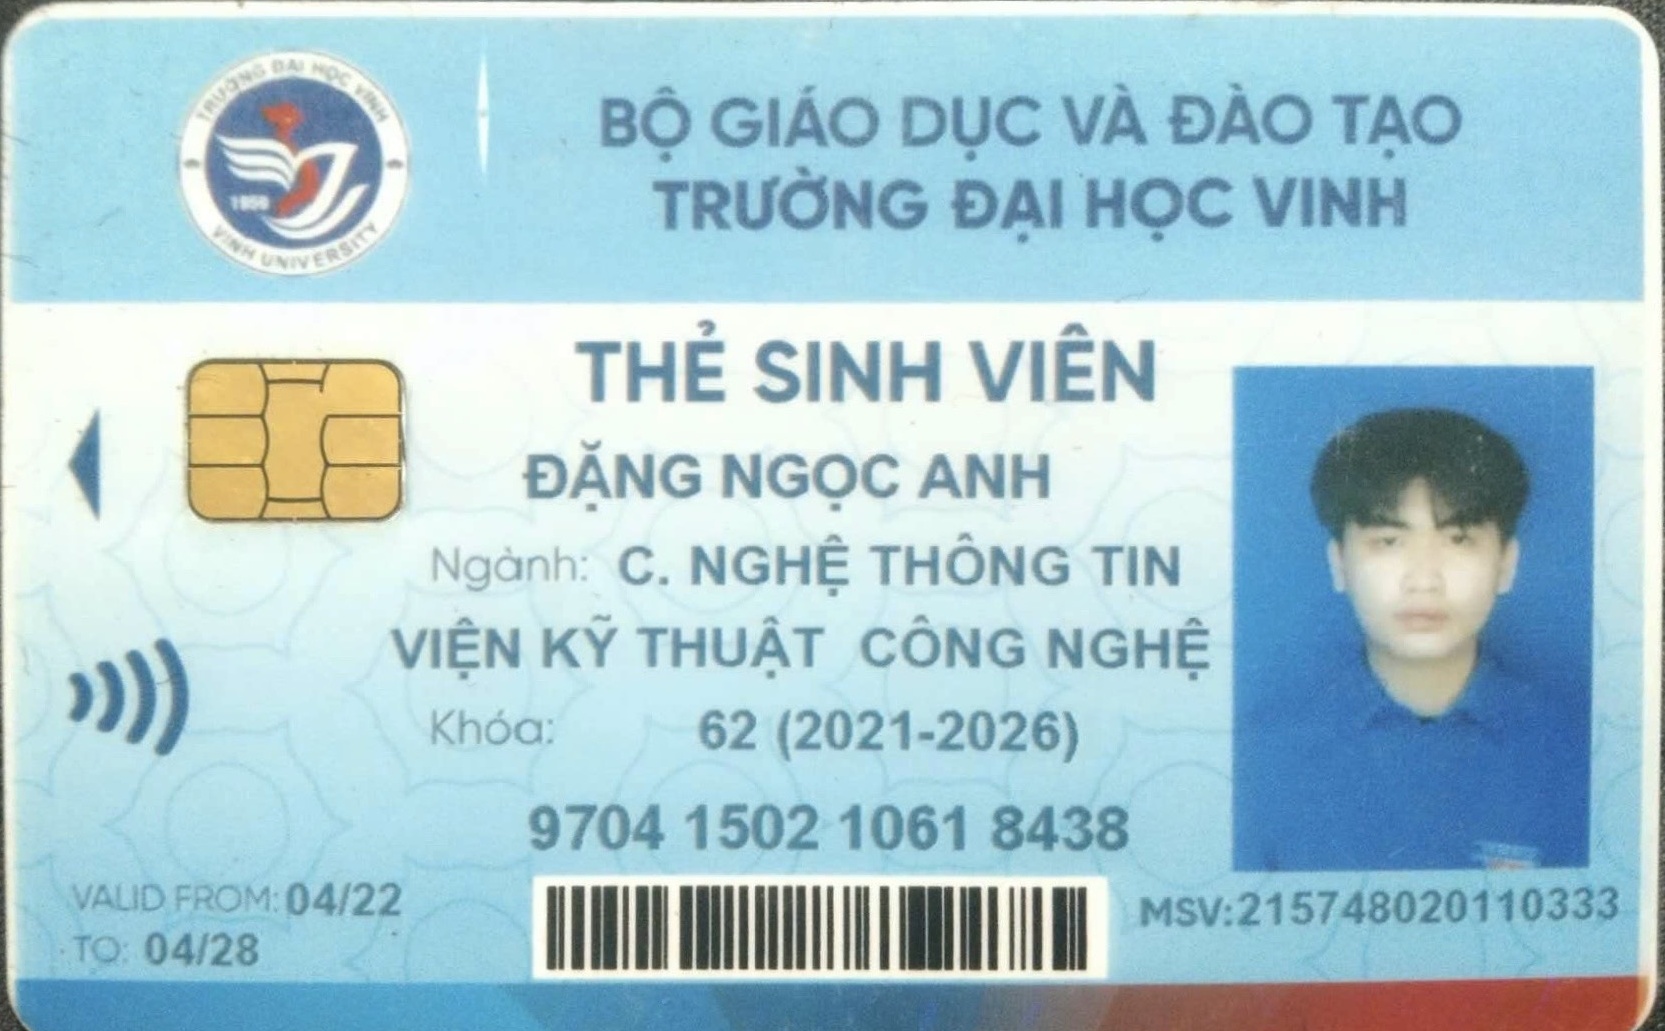 TRƯỜNG ĐẠI HỌC VINH
1959
VINH UNIVERSITY
BỘ GIÁO DỤC VÀ ĐÀO TẠO
TRƯỜNG ĐẠI HỌC VINH
THẺ SINH VIÊN
ĐẶNG NGỌC ANH
Ngành: C. NGHỆ THÔNG TIN
VIỆN KỸ THUẬT CÔNG NGHỆ
Khóa: 62 (2021-2026)
9704 1502 1061 8438
VALID FROM: 04/22
TO: 04/28
MSV:215748020110333